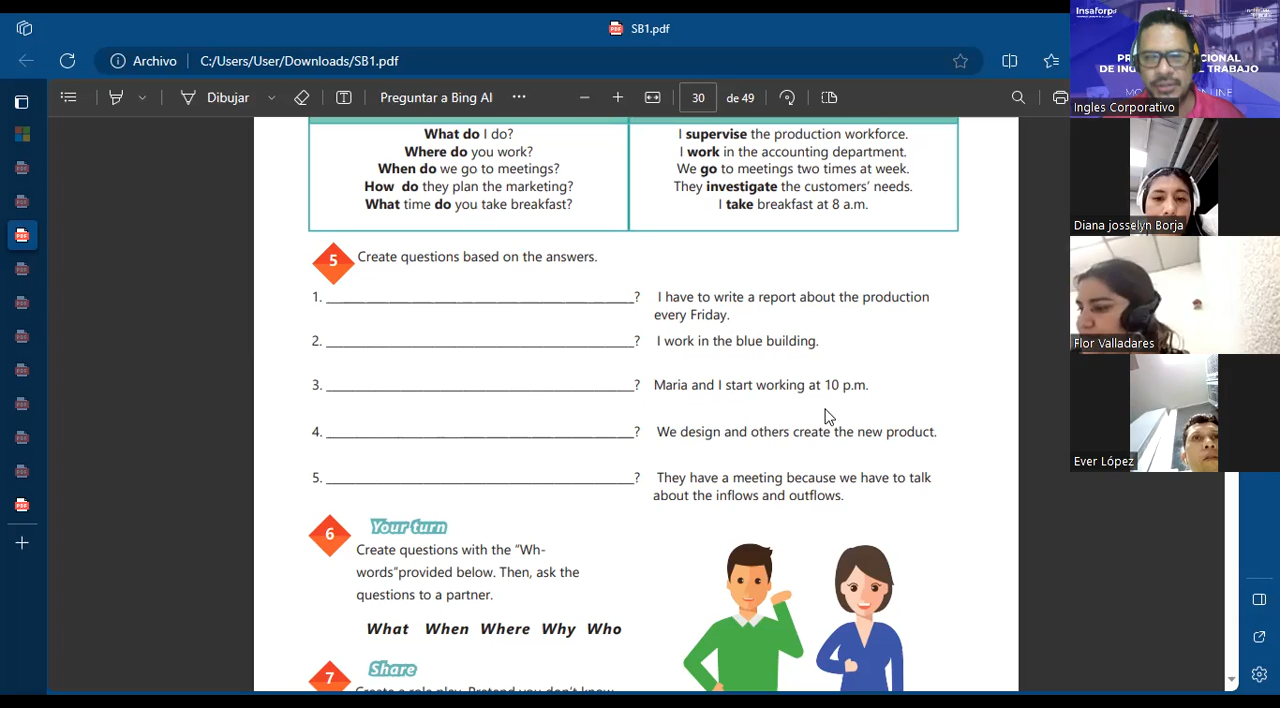 SB1.pdf
Archivo
C:/Users/User/Downloads/SB1.pdf
Dibujar
Preguntar a Bing AI
30
de 49
What do I do?
Where do you work?
When do we go to meetings?
How do they plan the marketing?
What time do you take breakfast?
I supervise the production workforce.
I work in the accounting department.
We go to meetings two times at week.
They investigate the customers' needs.
I take breakfast at 8 a.m.
5
Create questions based on the answers.
1. ? I have to write a report about the production
every Friday.
2. ? I work in the blue building.
3. ? Maria and I start working at 10 p.m.
4. ? We design and others create the new product.
5. ? They have a meeting because we have to talk
about the inflows and outflows.
6
Your turn
Create questions with the "Wh-
words"provided below. Then, ask the
questions to a partner.
What When Where Why Who
7
Share
Create a role play. Pretend you don't know
Insaforp
Ingles Corporativo
Diana josselyn Borja
Flor Valladares
Ever López